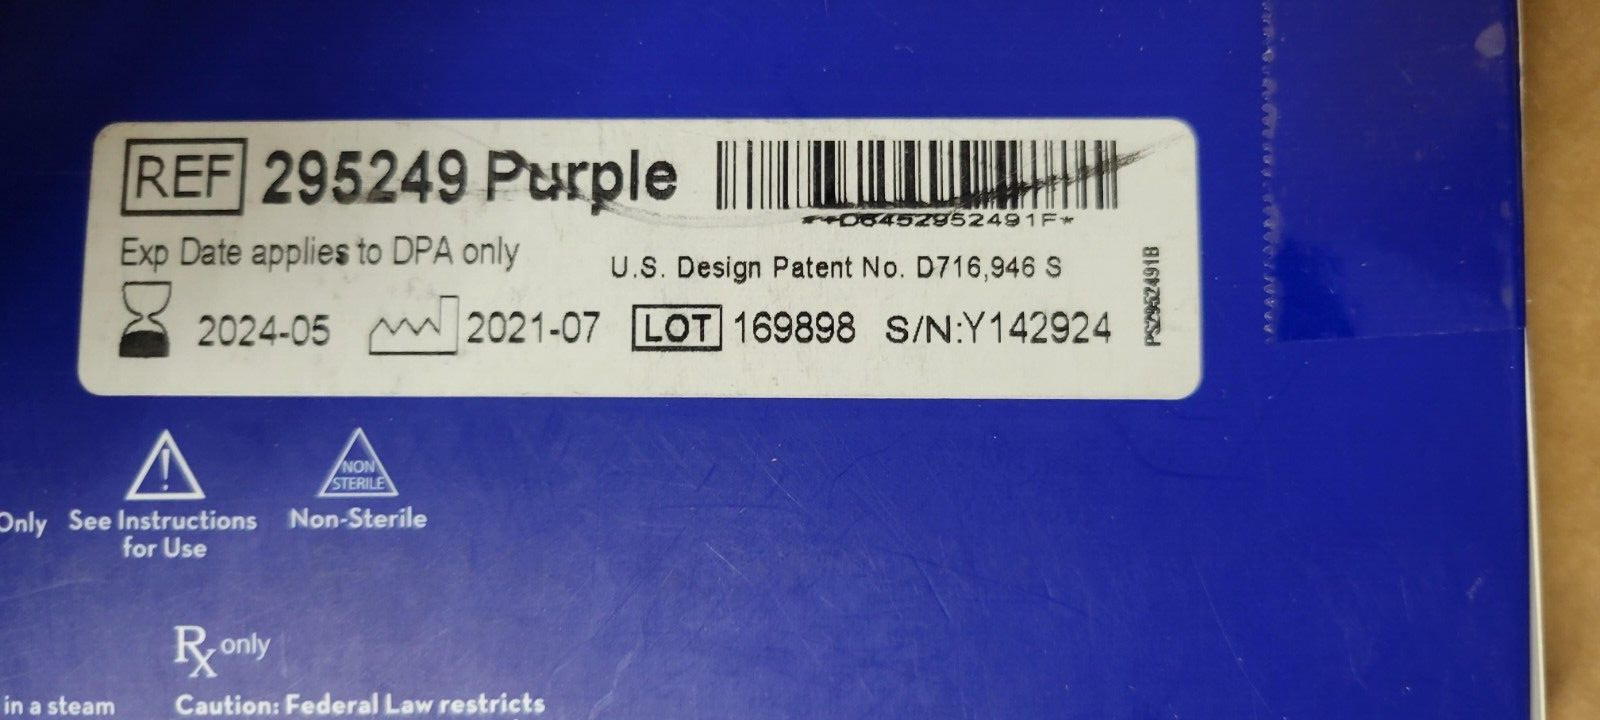 REF 295249 Purple
*+D6452952491F*
Exp Date applies to DPA only
U.S. Design Patent No. D716,946 S
2024-05 2021-07 LOT 169898 S/N:Y142924
PS2952491B
NON
STERILE
Only See Instructions Non-Sterile
for Use
Rx only
in a steam Caution: Federal Law restricts